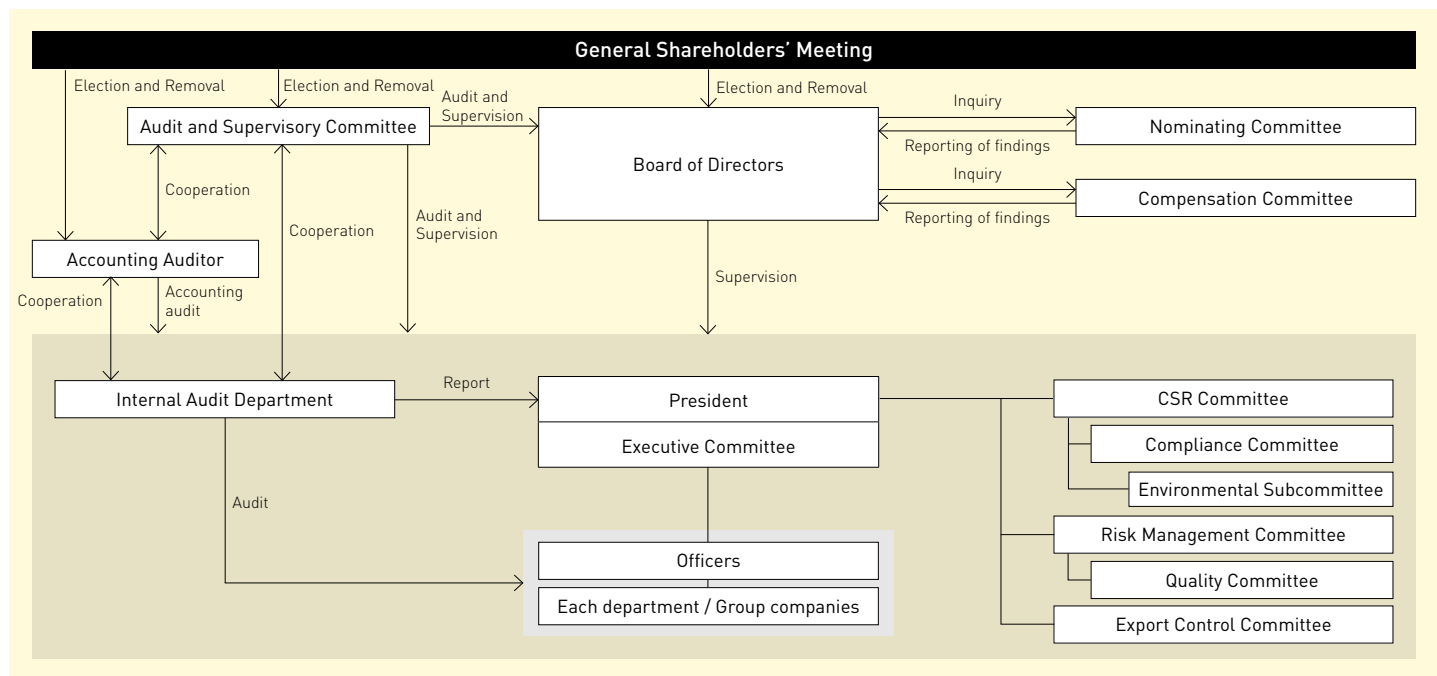 General Shareholders’ Meeting
Election and Removal
Election and Removal
Audit and
Supervision
Election and Removal
Inquiry
Audit and Supervisory Committee
Board of Directors
Nominating Committee
Reporting of findings
Inquiry
Cooperation
Compensation Committee
Reporting of findings
Cooperation
Audit and
Supervision
Accounting Auditor
Supervision
Cooperation
Accounting
audit
Internal Audit Department
Report
President
Executive Committee
CSR Committee
Compliance Committee
Environmental Subcommittee
Audit
Risk Management Committee
Officers
Quality Committee
Each department / Group companies
Export Control Committee